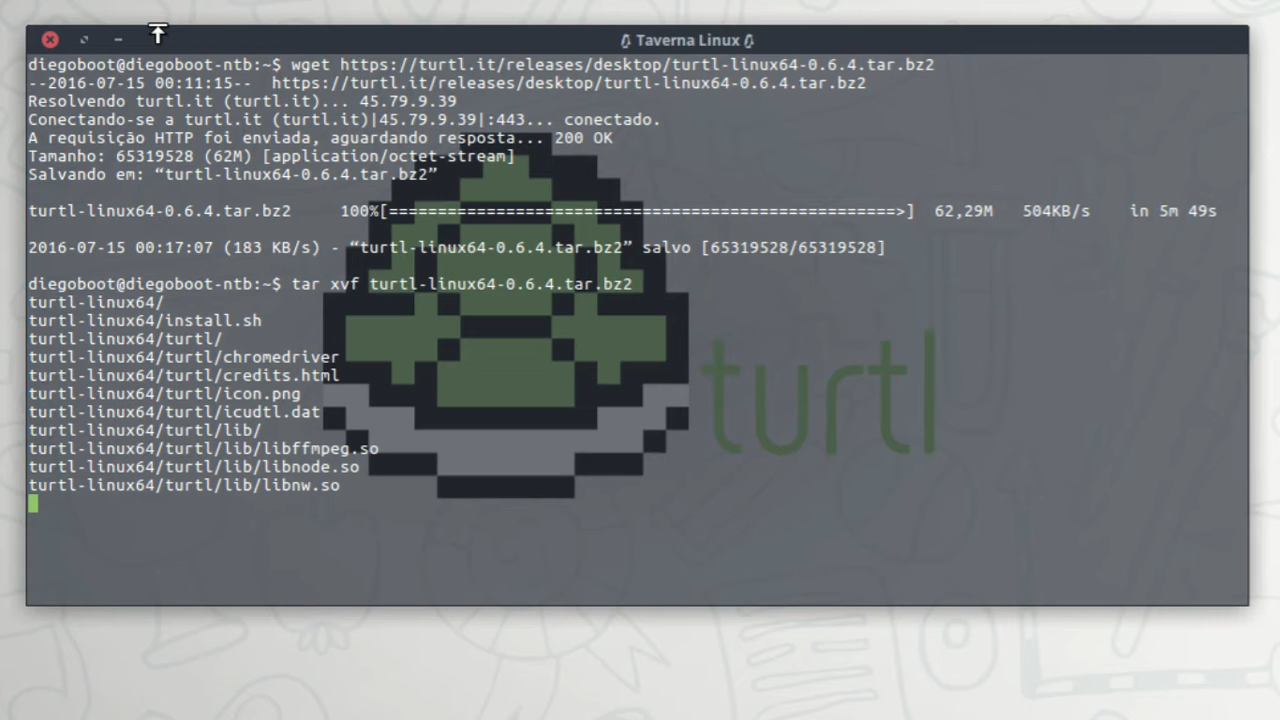 Taverna Linux
diegoboot@diegoboot-ntb:~$ wget https://turtl.it/releases/desktop/turtl-linux64-0.6.4.tar.bz2
--2016-07-15 00:11:15--  https://turtl.it/releases/desktop/turtl-linux64-0.6.4.tar.bz2
Resolvendo turtl.it (turtl.it)... 45.79.9.39
Conectando-se a turtl.it (turtl.it)|45.79.9.39|:443... conectado.
A requisição HTTP foi enviada, aguardando resposta... 200 OK
Tamanho: 65319528 (62M) [application/octet-stream]
Salvando em: “turtl-linux64-0.6.4.tar.bz2”
turtl-linux64-0.6.4.tar.bz2     100%[====================================================>]  62,29M   504KB/s    in 5m 49s
2016-07-15 00:17:07 (183 KB/s) - “turtl-linux64-0.6.4.tar.bz2” salvo [65319528/65319528]
diegoboot@diegoboot-ntb:~$ tar xvf turtl-linux64-0.6.4.tar.bz2
turtl-linux64/
turtl-linux64/install.sh
turtl-linux64/turtl/
turtl-linux64/turtl/chromedriver
turtl-linux64/turtl/credits.html
turtl-linux64/turtl/icon.png
turtl-linux64/turtl/icudtl.dat
turtl-linux64/turtl/lib/
turtl-linux64/turtl/lib/libffmpeg.so
turtl-linux64/turtl/lib/libnode.so
turtl-linux64/turtl/lib/libnw.so
turtl